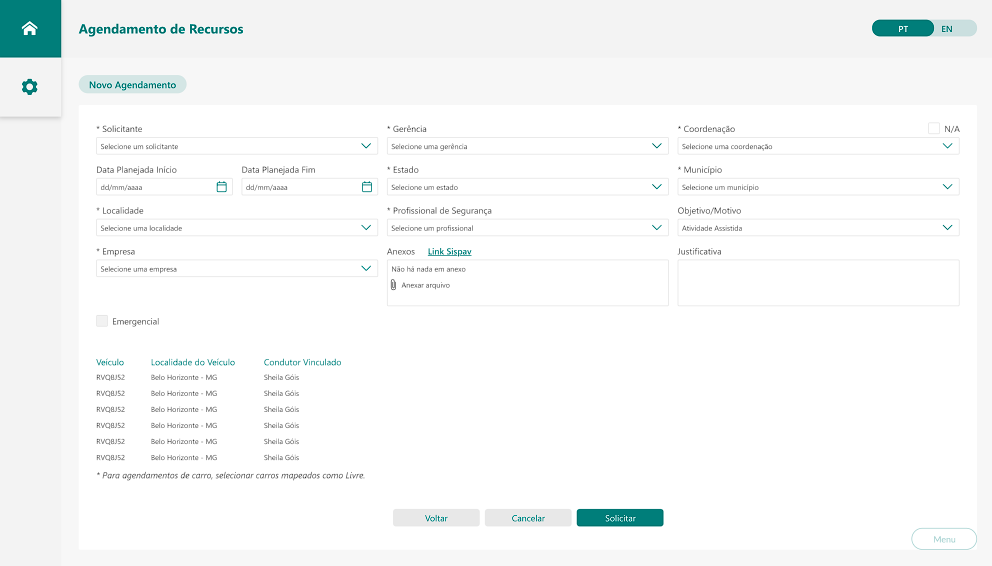 Agendamento de Recursos
PT EN
Novo Agendamento
* Solicitante * Gerência * Coordenação N/A
Selecione um solicitante Selecione uma gerência Selecione uma coordenação
Data Planejada Início Data Planejada Fim * Estado * Município
dd/mm/aaaa dd/mm/aaaa Selecione um estado Selecione um município
* Localidade * Profissional de Segurança Objetivo/Motivo
Selecione uma localidade Selecione um profissional Atividade Assistida
* Empresa Anexos Link Sispav Justificativa
Selecione uma empresa Não há nada em anexo
Anexar arquivo
Emergencial
Veículo Localidade do Veículo Condutor Vinculado
RVQ8J52 Belo Horizonte - MG Sheila Góis
RVQ8J52 Belo Horizonte - MG Sheila Góis
RVQ8J52 Belo Horizonte - MG Sheila Góis
RVQ8J52 Belo Horizonte - MG Sheila Góis
RVQ8J52 Belo Horizonte - MG Sheila Góis
RVQ8J52 Belo Horizonte - MG Sheila Góis
* Para agendamentos de carro, selecionar carros mapeados como Livre.
Voltar Cancelar Solicitar
Menu